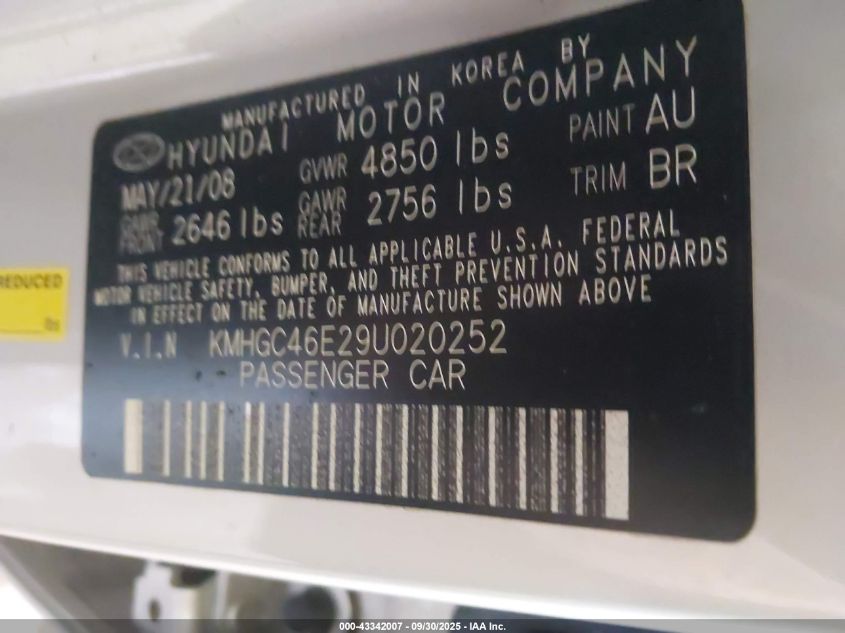 MANUFACTURED IN KOREA BY
HYUNDAI MOTOR COMPANY
MAY/21/08 GVWR 4850 lbs PAINT AU
GAWR FRONT 2646 lbs GAWR REAR 2756 lbs TRIM BR
THIS VEHICLE CONFORMS TO ALL APPLICABLE U.S.A. FEDERAL
MOTOR VEHICLE SAFETY, BUMPER, AND THEFT PREVENTION STANDARDS
IN EFFECT ON THE DATE OF MANUFACTURE SHOWN ABOVE
V.I.N KMHGC46E29U020252
PASSENGER CAR
REDUCED
lbs
000-43342007 - 09/30/2025 - IAA Inc.